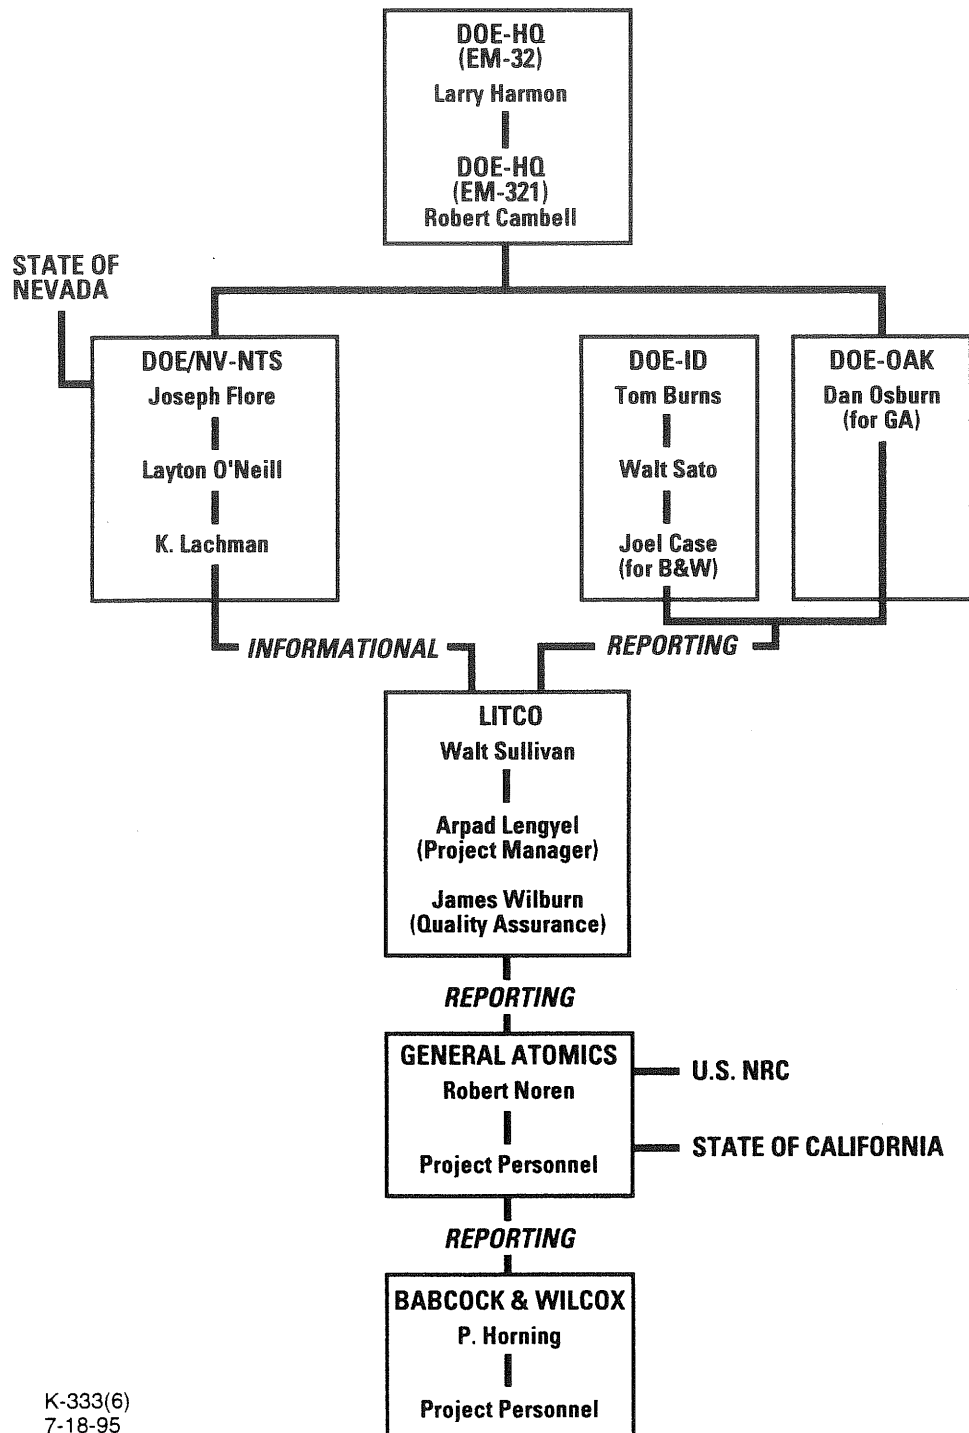 DOE-HQ
(EM-32)
Larry Harmon
DOE-HQ
(EM-321)
Robert Cambell
STATE OF
NEVADA
DOE/NV-NTS
Joseph Flore
Layton O'Neill
K. Lachman
DOE-ID
Tom Burns
Walt Sato
Joel Case
(for B&W)
DOE-OAK
Dan Osburn
(for GA)
INFORMATIONAL
REPORTING
LITCO
Walt Sullivan
Arpad Lengyel
(Project Manager)
James Wilburn
(Quality Assurance)
REPORTING
GENERAL ATOMICS
Robert Noren
Project Personnel
U.S. NRC
STATE OF CALIFORNIA
REPORTING
BABCOCK & WILCOX
P. Horning
Project Personnel
K-333(6)
7-18-95